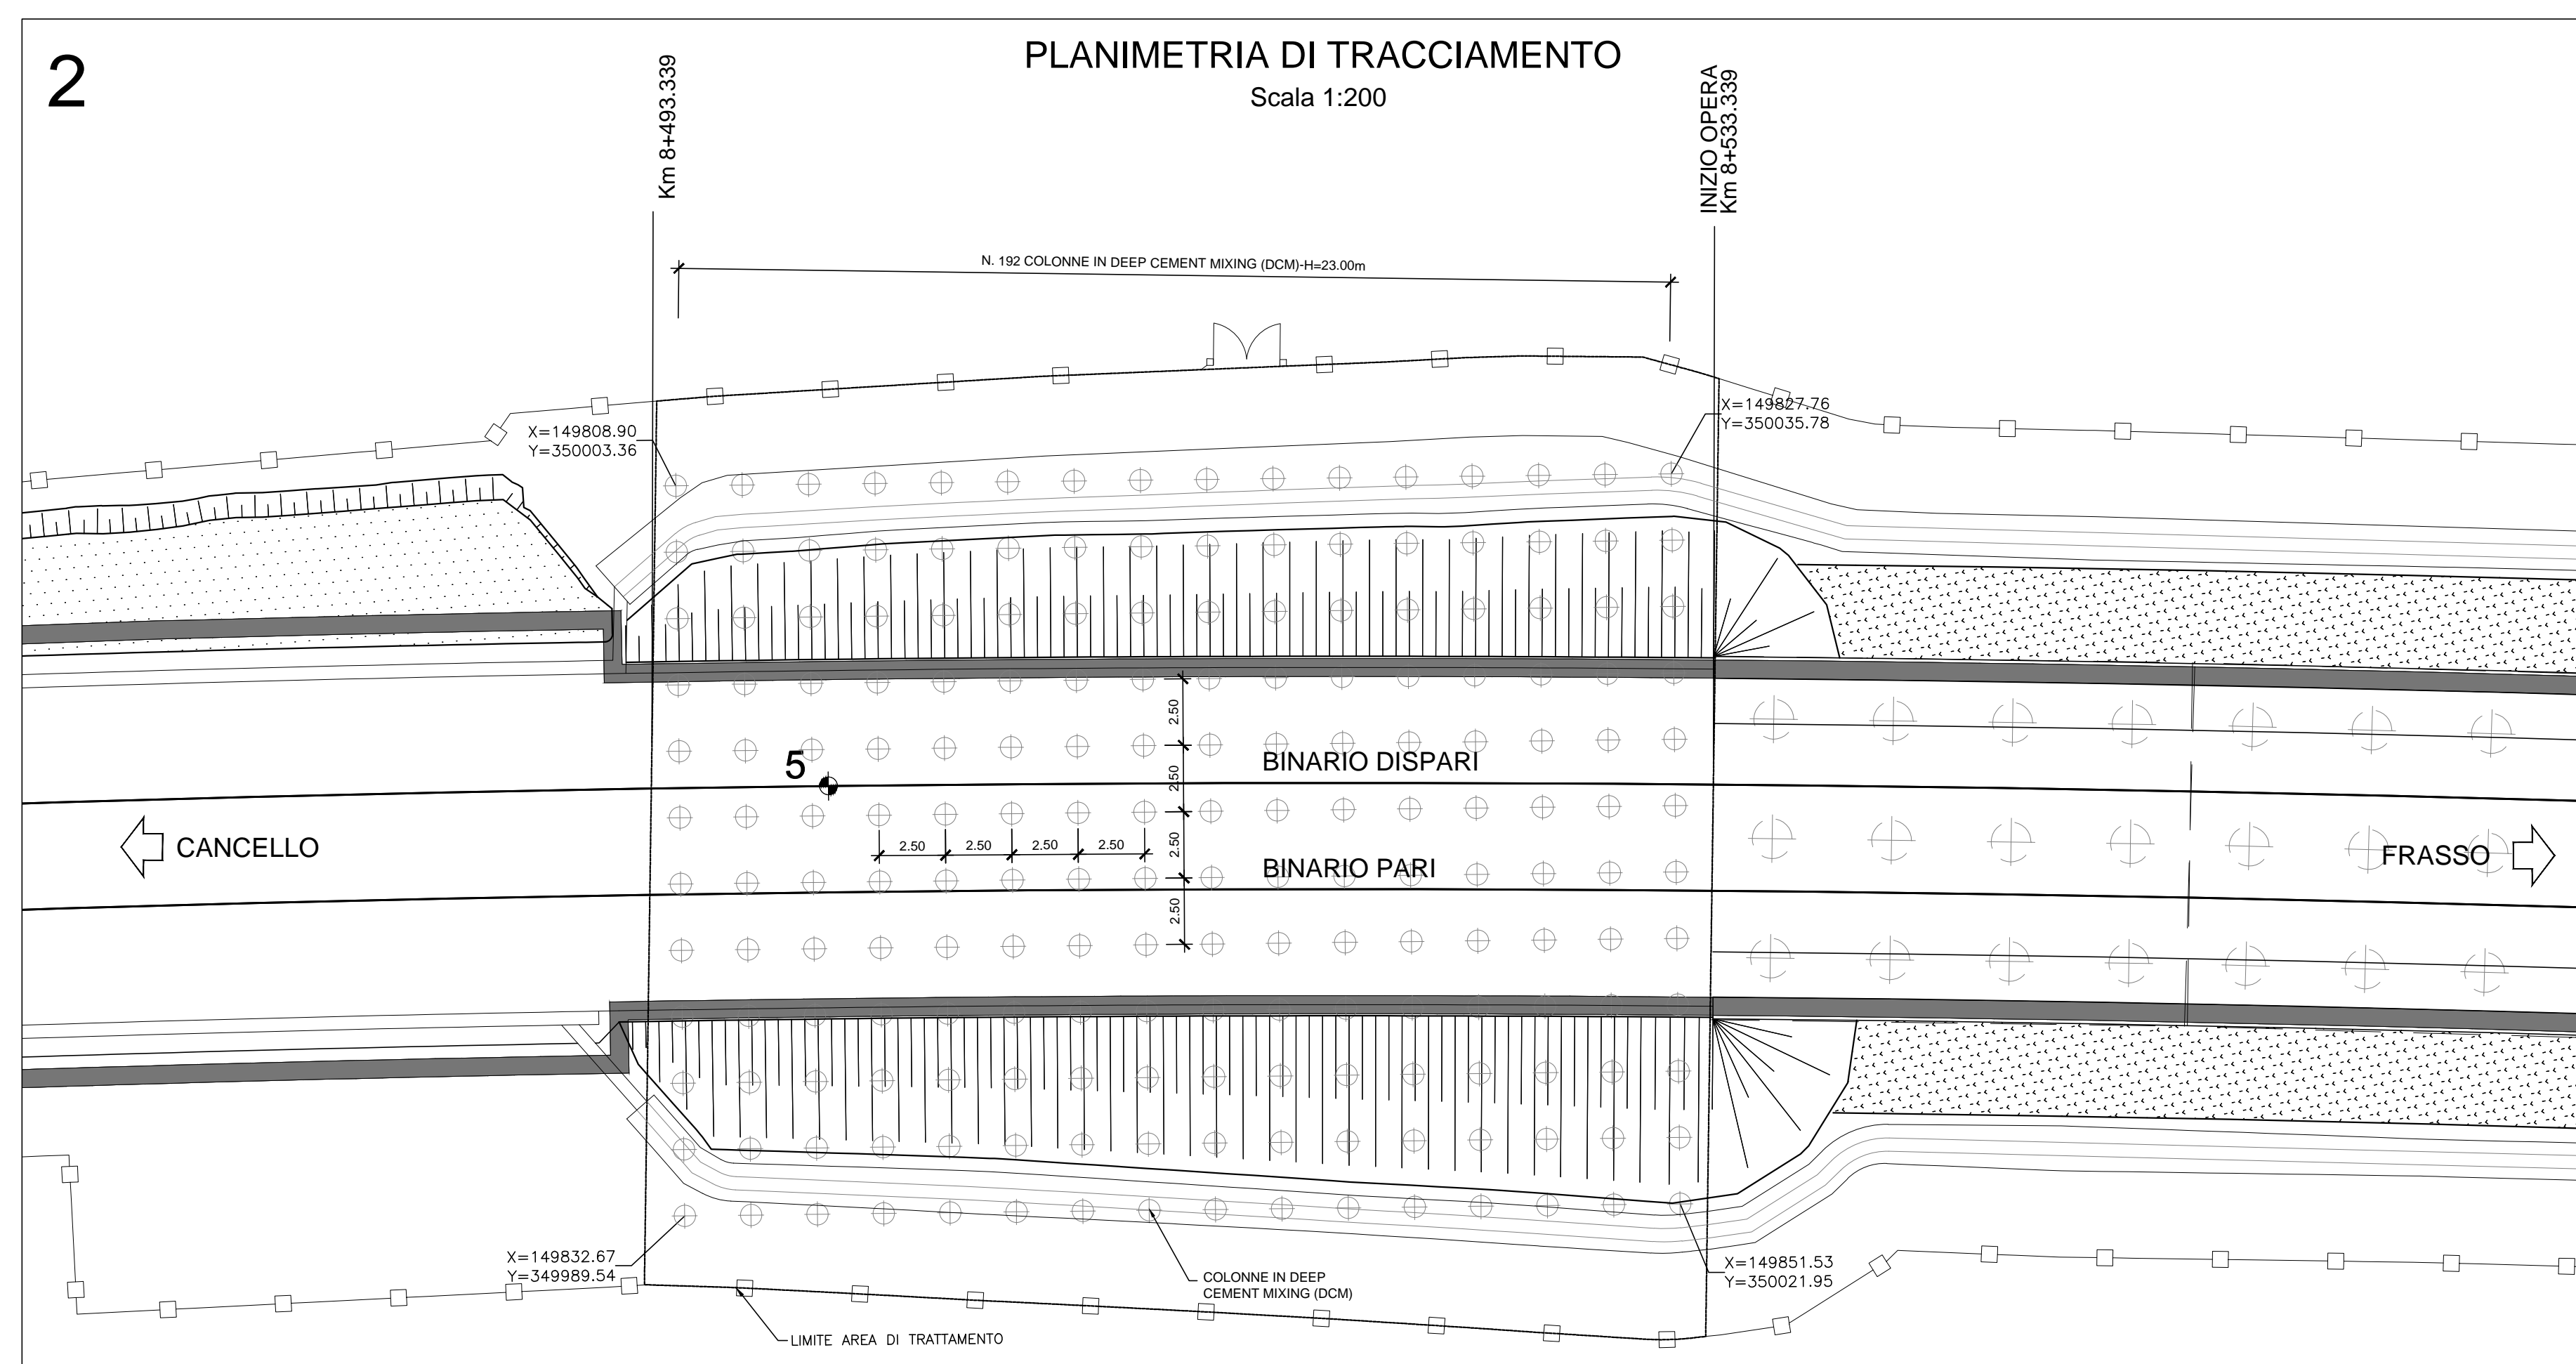 2
PLANIMETRIA DI TRACCIAMENTO
Scala 1:200
Km 8+493.339
INIZIO OPERA
Km 8+533.339
N. 192 COLONNE IN DEEP CEMENT MIXING (DCM)-H=23.00m
X=149808.90
Y=350003.36
X=149827.76
Y=350035.78
2.50
5
BINARIO DISPARI
2.50
CANCELLO
2.50
2.50
2.50
2.50
2.50
BINARIO PARI
FRASSO
2.50
X=149832.67
Y=349989.54
COLONNE IN DEEP
CEMENT MIXING (DCM)
X=149851.53
Y=350021.95
LIMITE AREA DI TRATTAMENTO